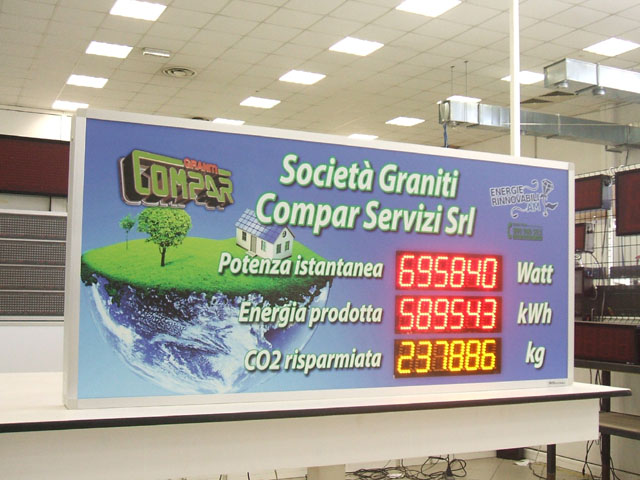 GRANITI
COMPAR
Società Graniti
Compar Servizi Srl
ENERGIE
RINNOVABILI
Potenza istantanea 695840 Watt
Energia prodotta 589543 kWh
CO2 risparmiata 237886 kg